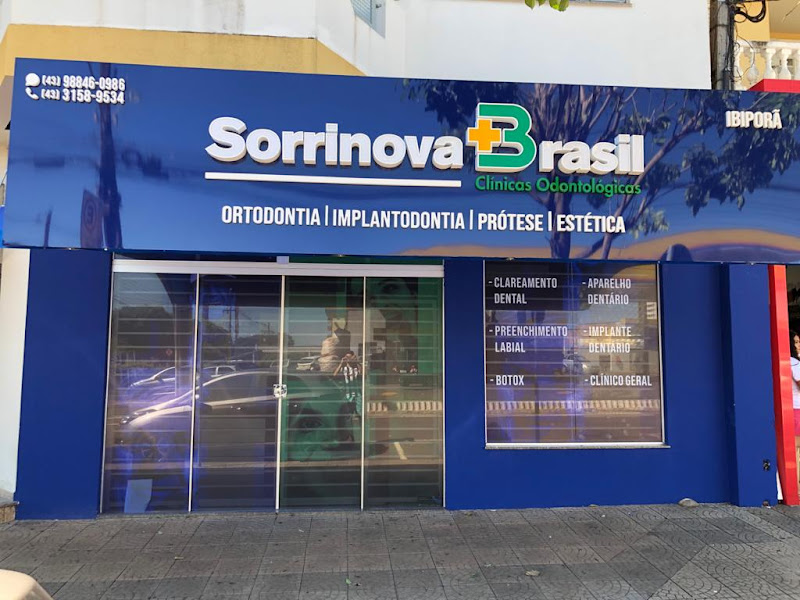 (43) 98846-0986
(43) 3158-9534
IBIPORÃ
Sorrinova Brasil
Clínicas Odontológicas
ORTODONTIA | IMPLANTODONTIA | PRÓTESE | ESTÉTICA
- CLAREAMENTO
DENTAL
- APARELHO
DENTÁRIO
- PREENCHIMENTO
LABIAL
- IMPLANTE
DENTÁRIO
- BOTOX
- CLÍNICO GERAL